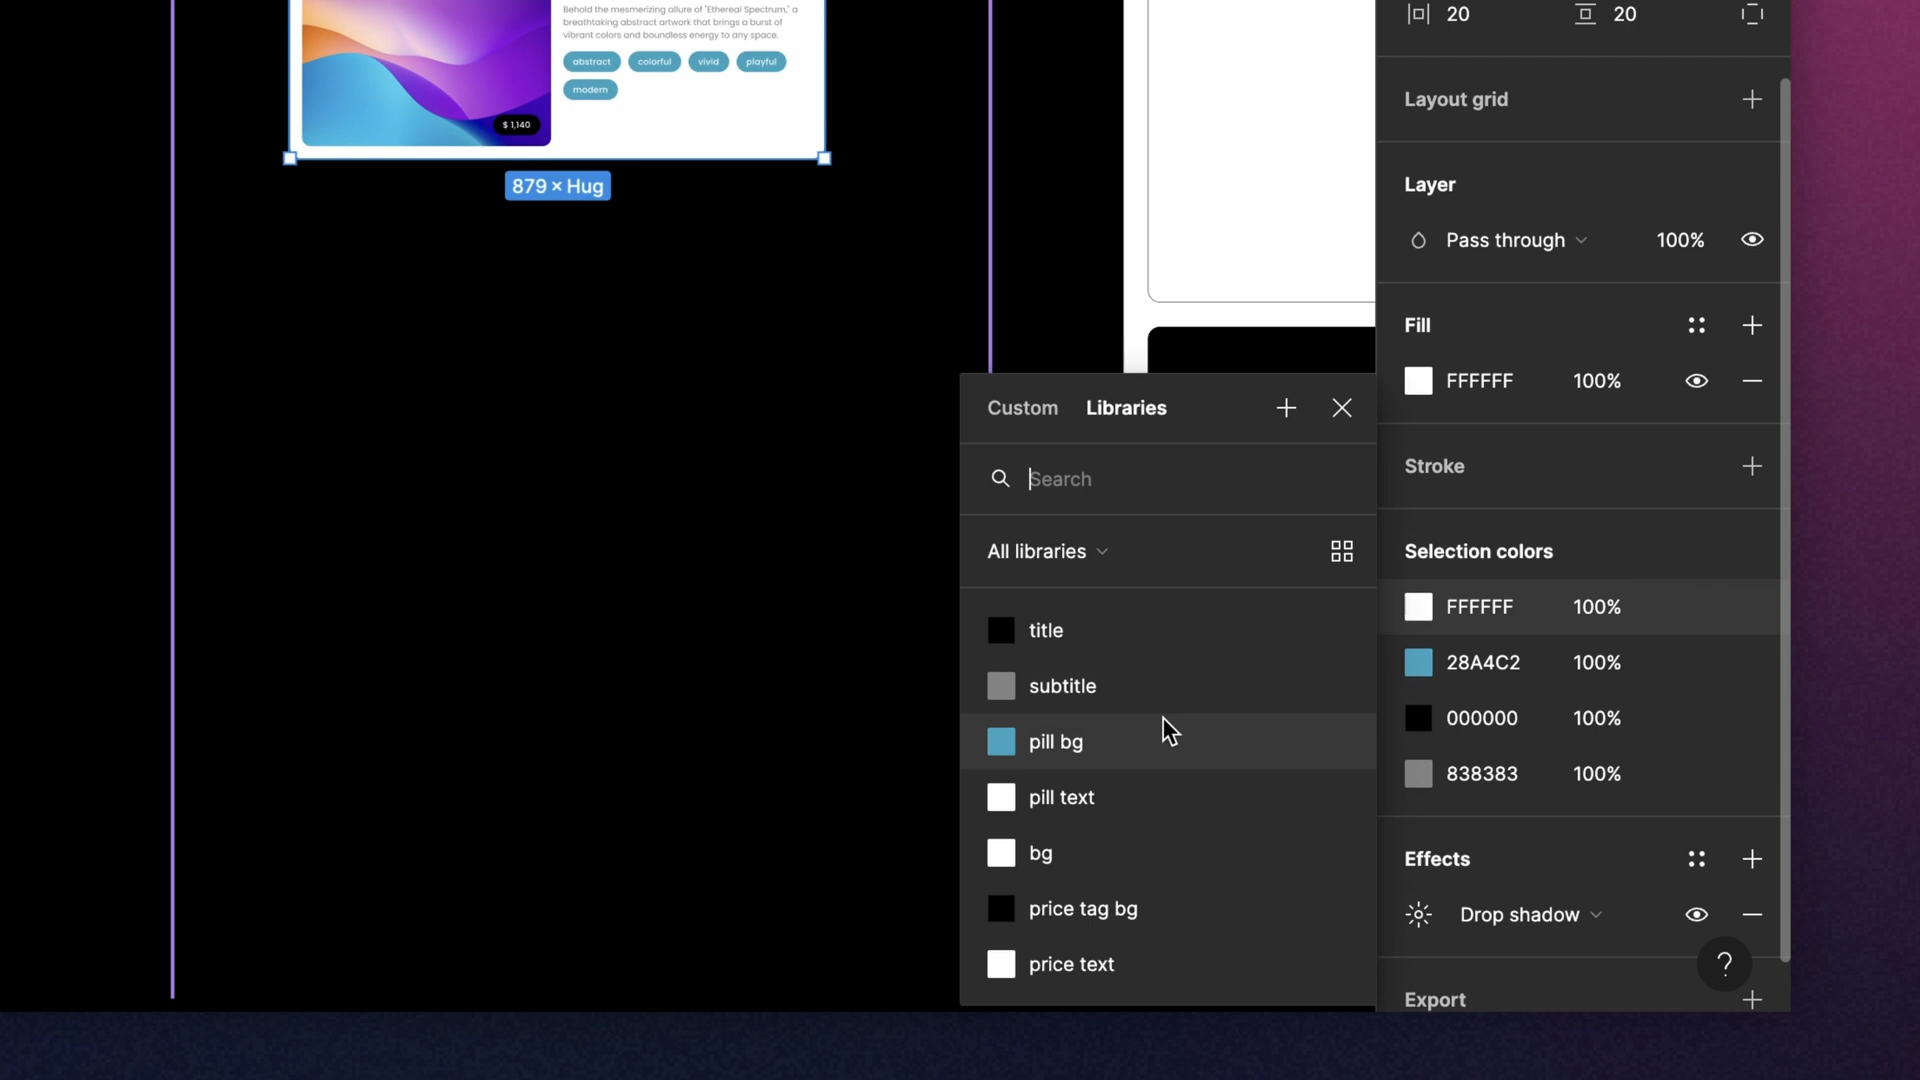 Behold the mesmerizing allure of "Ethereal Spectrum," a
breathtaking abstract artwork that brings a burst of
vibrant colors and boundless energy to any space.
abstract colorful vivid playful
modern
$ 1,140
879 × Hug
20 20
Layout grid
Layer
Pass through 100%
Fill
FFFFFF 100%
Stroke
Selection colors
FFFFFF 100%
28A4C2 100%
000000 100%
838383 100%
Effects
Drop shadow
?
Export
Custom Libraries
Search
All libraries
title
subtitle
pill bg
pill text
bg
price tag bg
price text